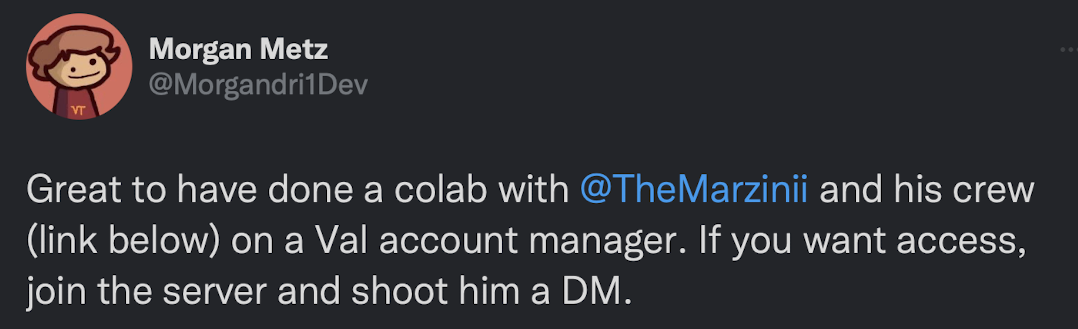 Morgan Metz
@Morgandri1Dev
VT
Great to have done a colab with @TheMarzinii and his crew
(link below) on a Val account manager. If you want access,
join the server and shoot him a DM.